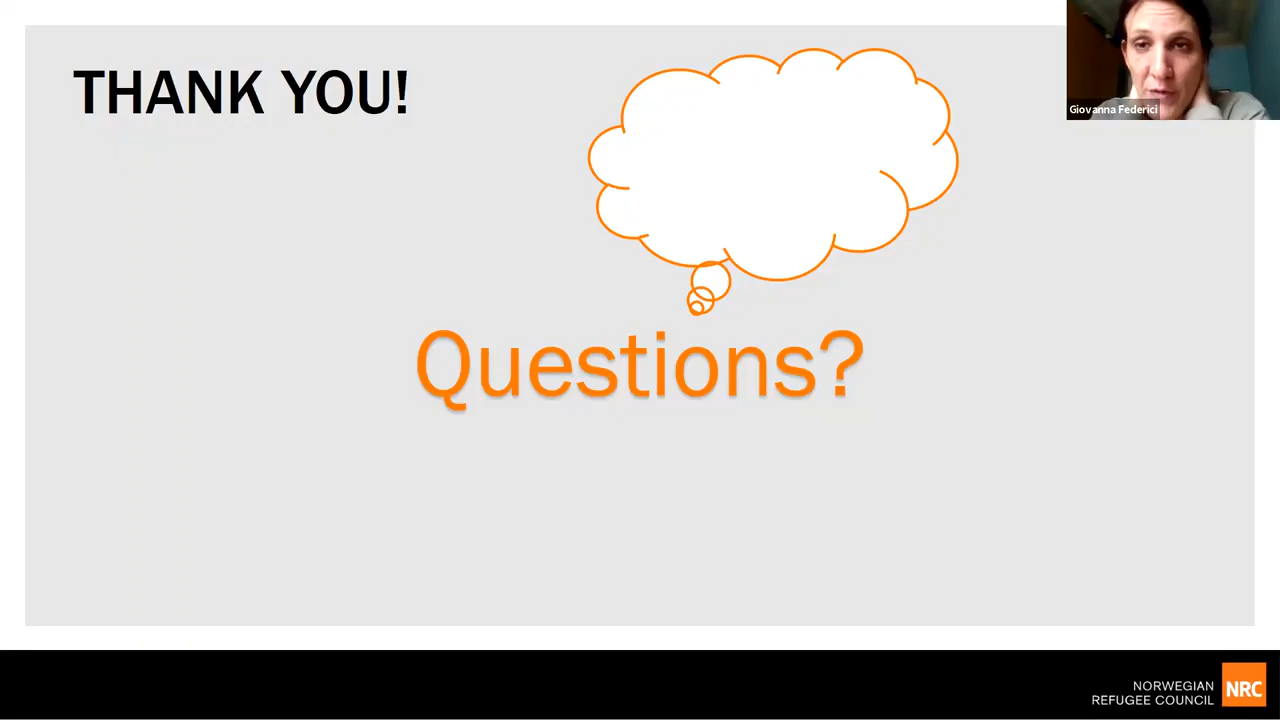 THANK YOU!
Giovanna Federici
Questions?
NORWEGIAN
REFUGEE COUNCIL
NRC